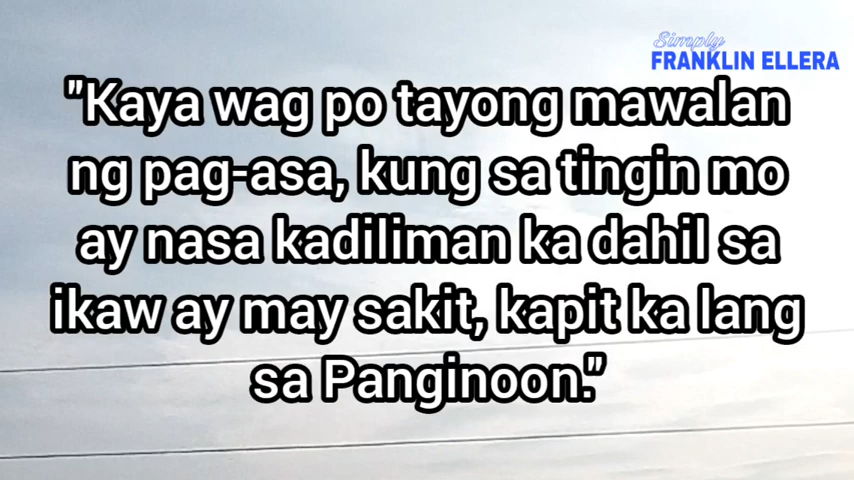 Simply
FRANKLIN ELLERA
"Kaya wag po tayong mawalan
ng pag-asa, kung sa tingin mo
ay nasa kadiliman ka dahil sa
ikaw ay may sakit, kapit ka lang
sa Panginoon."